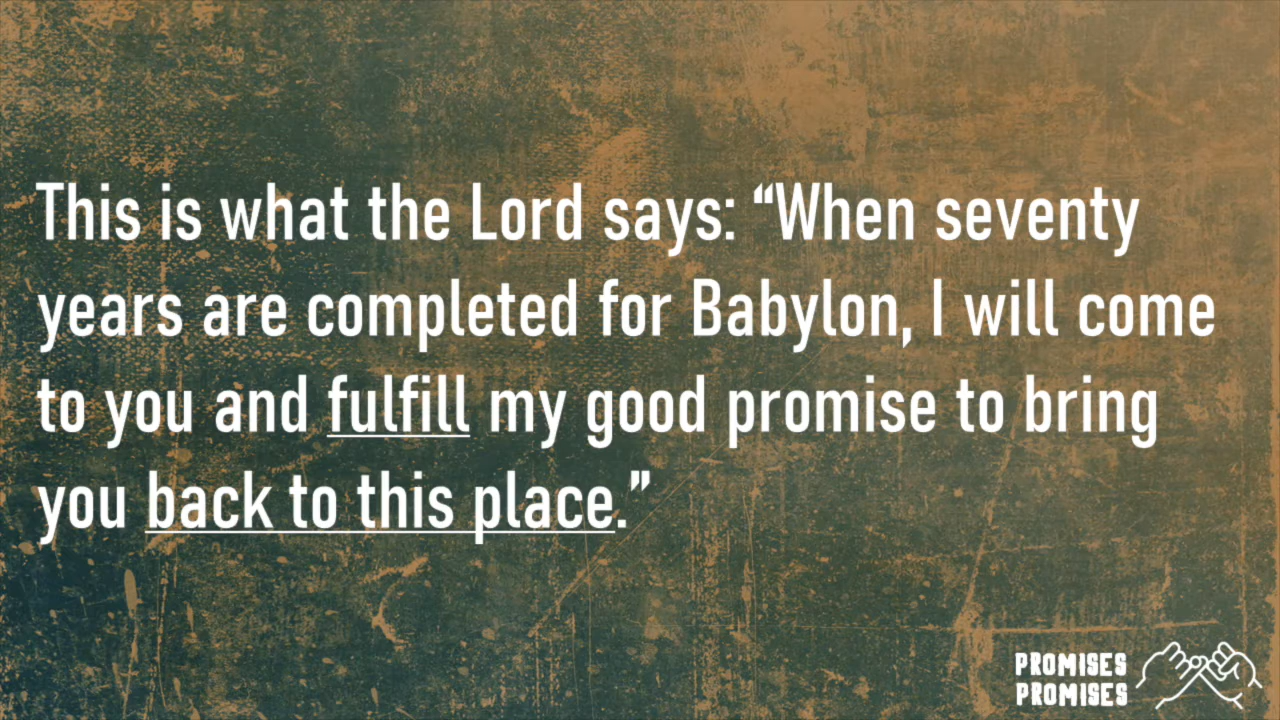 This is what the Lord says: “When seventy
years are completed for Babylon, I will come
to you and fulfill my good promise to bring
you back to this place.”
PROMISES
PROMISES